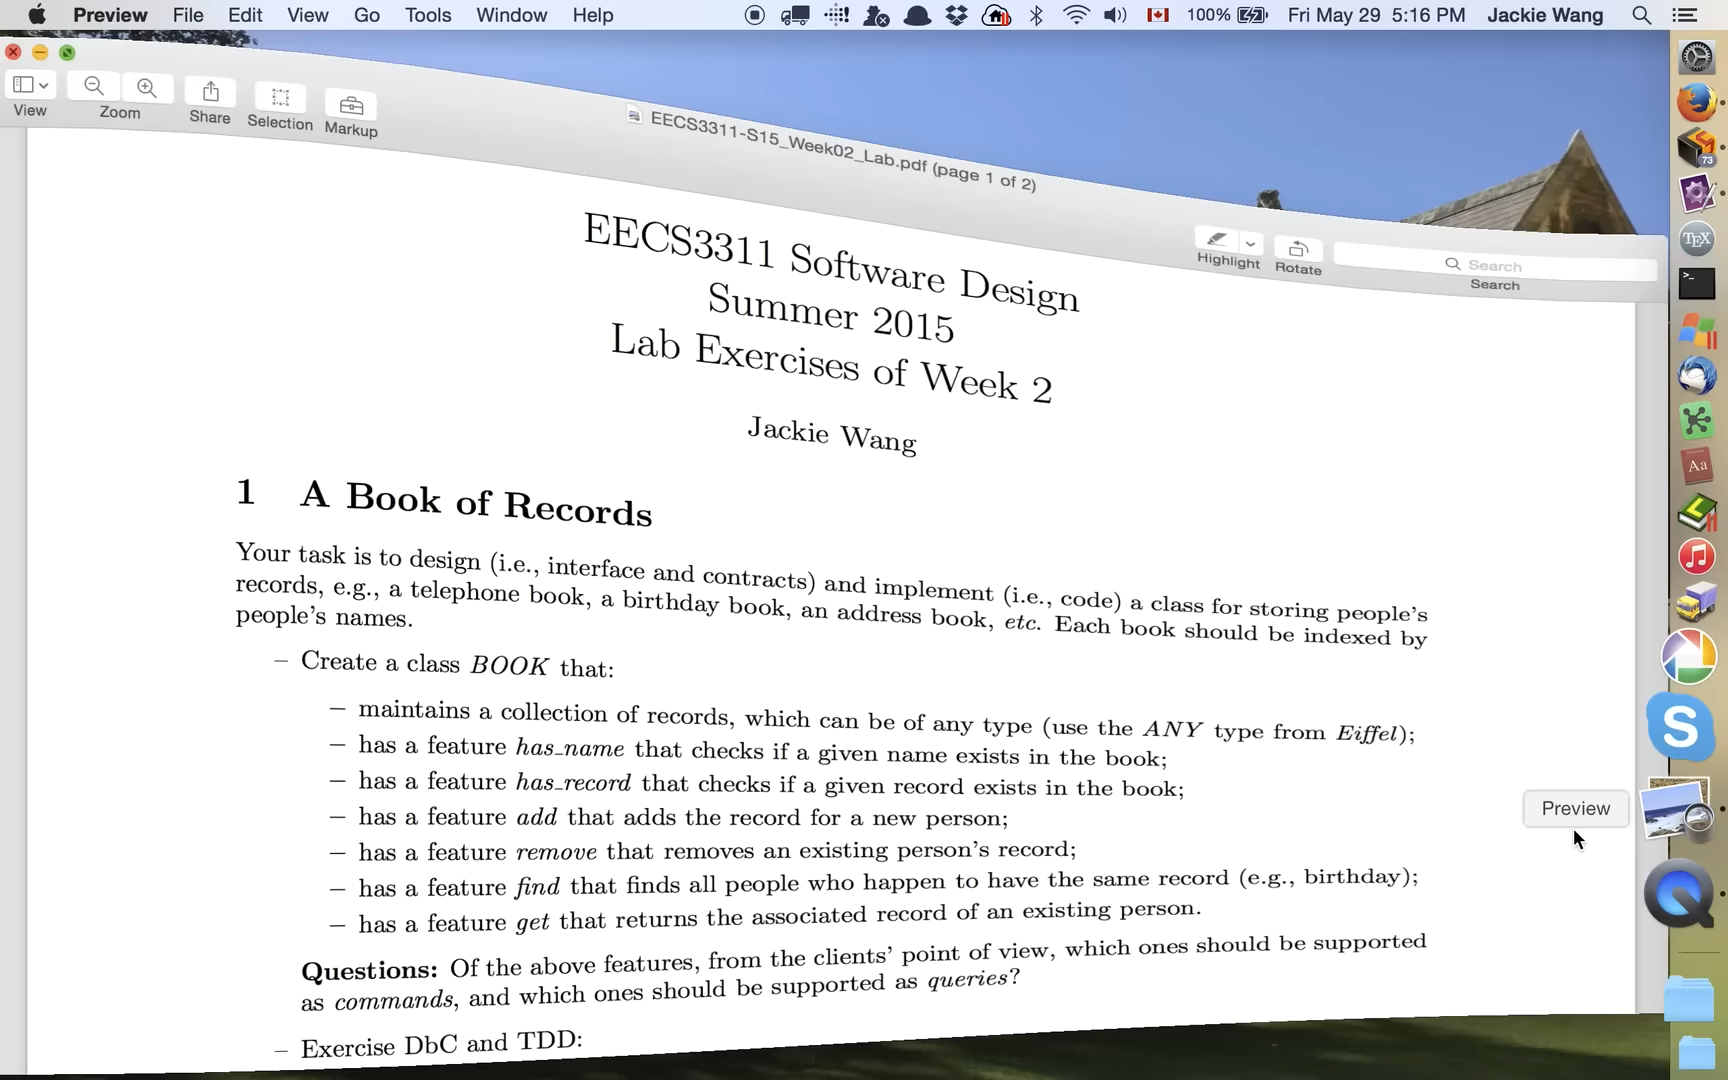 Preview File Edit View Go Tools Window Help 100% Fri May 29 5:16 PM Jackie Wang
View Zoom Share Selection Markup
EECS3311-S15_Week02_Lab.pdf (page 1 of 2)
Highlight Rotate Search
Search
EECS3311 Software Design
Summer 2015
Lab Exercises of Week 2
Jackie Wang
1 A Book of Records
Your task is to design (i.e., interface and contracts) and implement (i.e., code) a class for storing people's
records, e.g., a telephone book, a birthday book, an address book, etc. Each book should be indexed by
people's names.
– Create a class BOOK that:
– maintains a collection of records, which can be of any type (use the ANY type from Eiffel);
– has a feature has_name that checks if a given name exists in the book;
– has a feature has_record that checks if a given record exists in the book;
– has a feature add that adds the record for a new person;
– has a feature remove that removes an existing person's record;
– has a feature find that finds all people who happen to have the same record (e.g., birthday);
– has a feature get that returns the associated record of an existing person.
Questions: Of the above features, from the clients' point of view, which ones should be supported
as commands, and which ones should be supported as queries?
– Exercise DbC and TDD:
73
TEX
>_
Aa
L
S
Preview